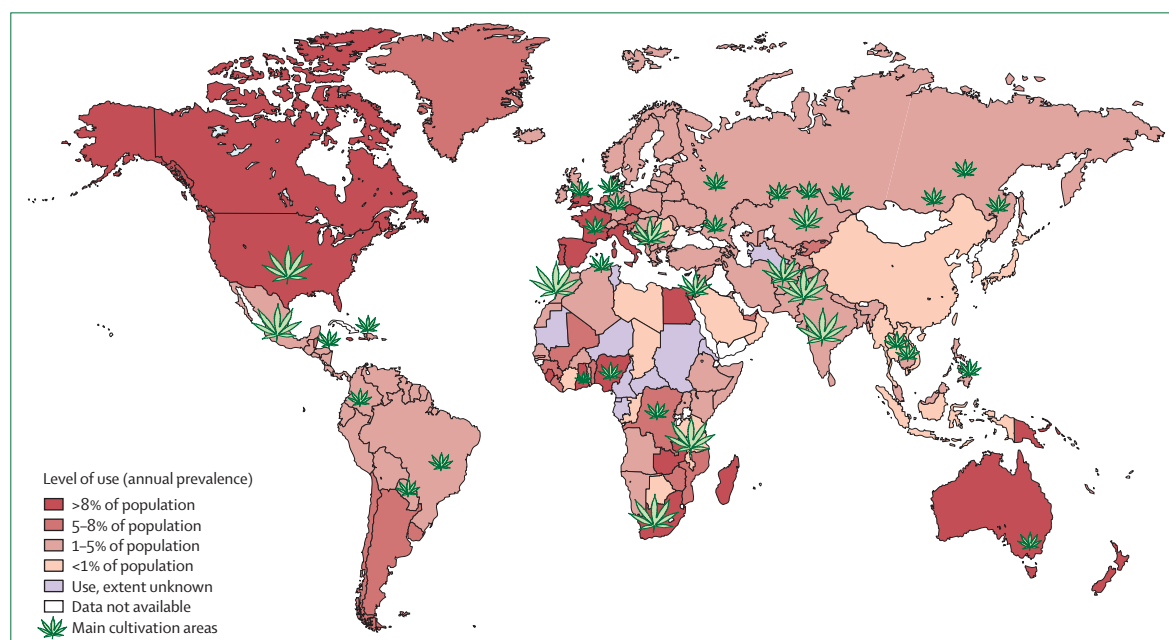 Level of use (annual prevalence)
>8% of population
5–8% of population
1–5% of population
<1% of population
Use, extent unknown
Data not available
Main cultivation areas